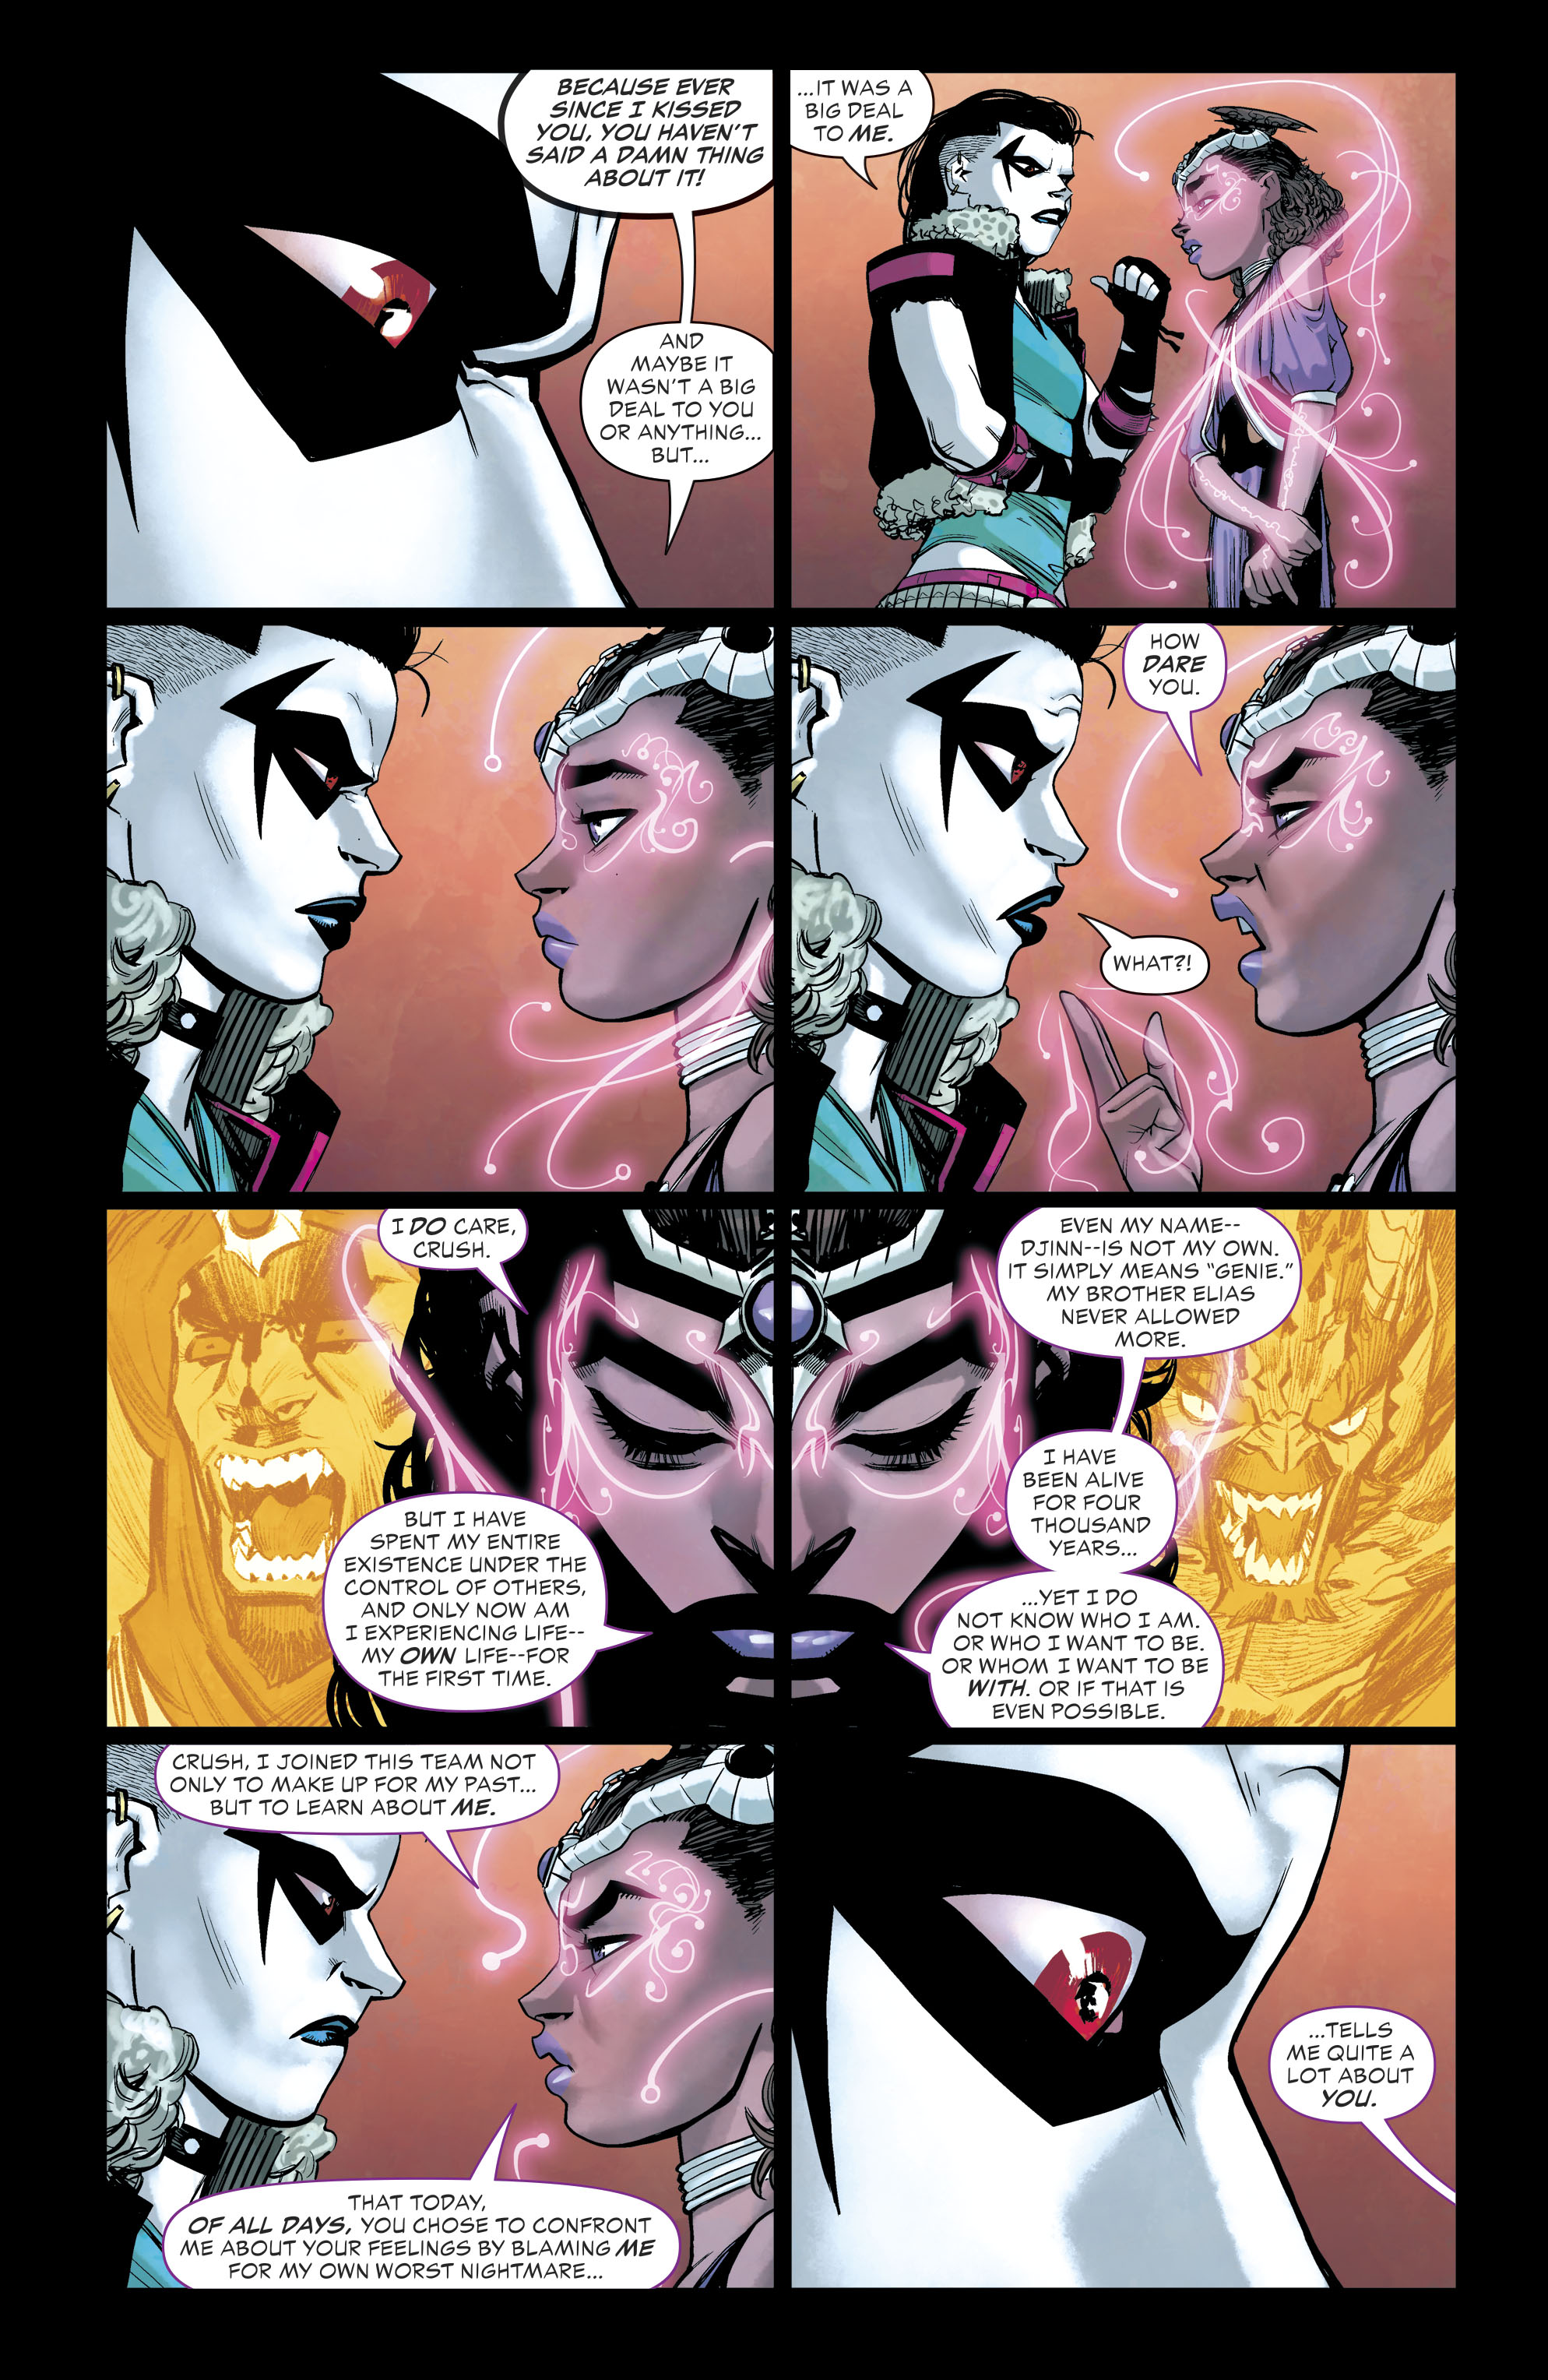 BECAUSE EVER
SINCE I KISSED
YOU, YOU HAVEN'T
SAID A DAMN THING
ABOUT IT!
AND
MAYBE IT
WASN'T A BIG
DEAL TO YOU
OR ANYTHING...
BUT...
...IT WAS A
BIG DEAL
TO ME.
HOW
DARE
YOU.
WHAT?!
I DO CARE,
CRUSH.
BUT I HAVE
SPENT MY ENTIRE
EXISTENCE UNDER THE
CONTROL OF OTHERS,
AND ONLY NOW AM
I EXPERIENCING LIFE--
MY OWN LIFE--FOR
THE FIRST TIME.
EVEN MY NAME--
DJINN--IS NOT MY OWN.
IT SIMPLY MEANS "GENIE."
MY BROTHER ELIAS
NEVER ALLOWED
MORE.
I HAVE
BEEN ALIVE
FOR FOUR
THOUSAND
YEARS...
...YET I DO
NOT KNOW WHO I AM.
OR WHO I WANT TO BE.
OR WHOM I WANT TO BE
WITH. OR IF THAT IS
EVEN POSSIBLE.
CRUSH, I JOINED THIS TEAM NOT
ONLY TO MAKE UP FOR MY PAST...
BUT TO LEARN ABOUT ME.
THAT TODAY,
OF ALL DAYS, YOU CHOSE TO CONFRONT
ME ABOUT YOUR FEELINGS BY BLAMING ME
FOR MY OWN WORST NIGHTMARE...
...TELLS
ME QUITE A
LOT ABOUT
YOU.